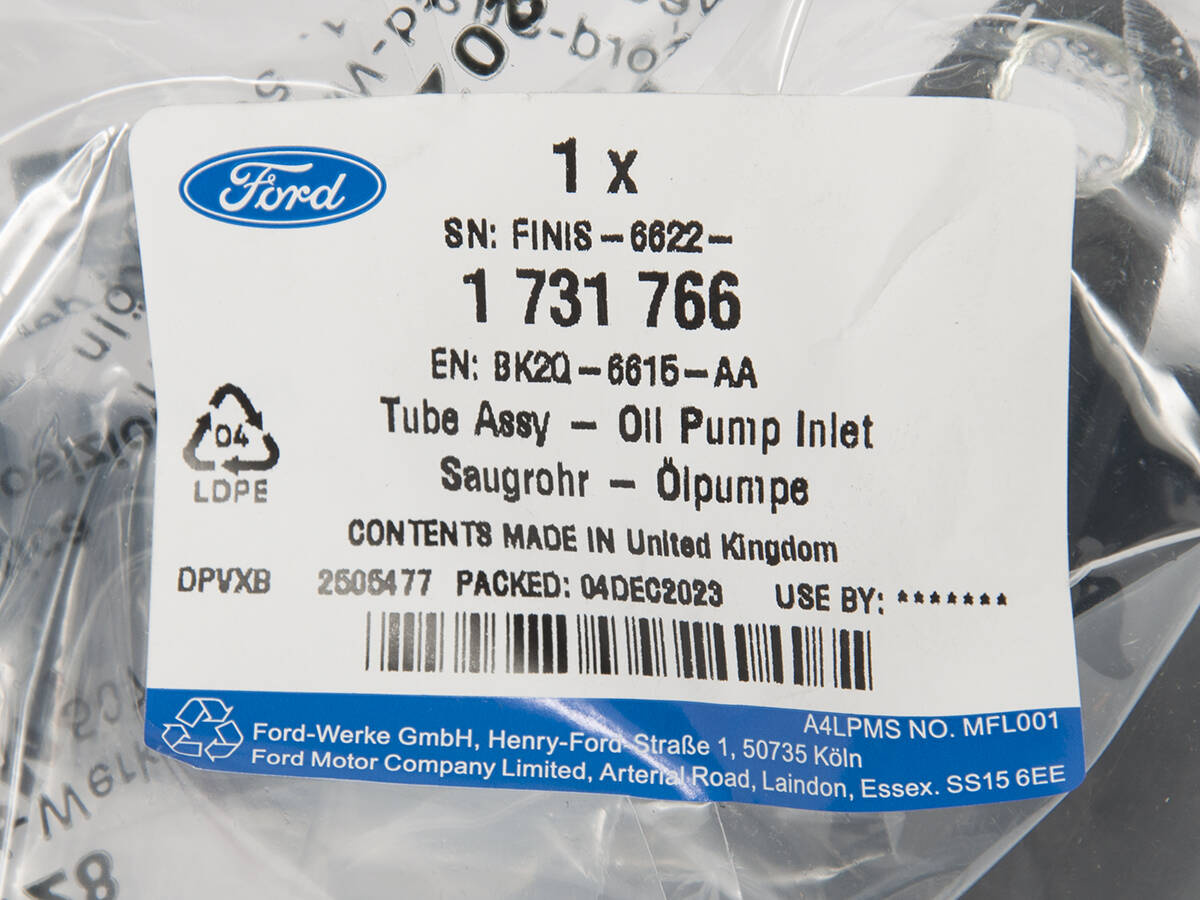 Ford
1 x
SN: FINIS-6622-
1 731 766
EN: BK2Q-6615-AA
Tube Assy - Oil Pump Inlet
04
LDPE
Saugrohr - Ölpumpe
CONTENTS MADE IN United Kingdom
DPVXB 2505477 PACKED: 04DEC2023 USE BY: *******
A4LPMS NO. MFL001
Ford-Werke GmbH, Henry-Ford-Straße 1, 50735 Köln
Ford Motor Company Limited, Arterial Road, Laindon, Essex. SS15 6EE